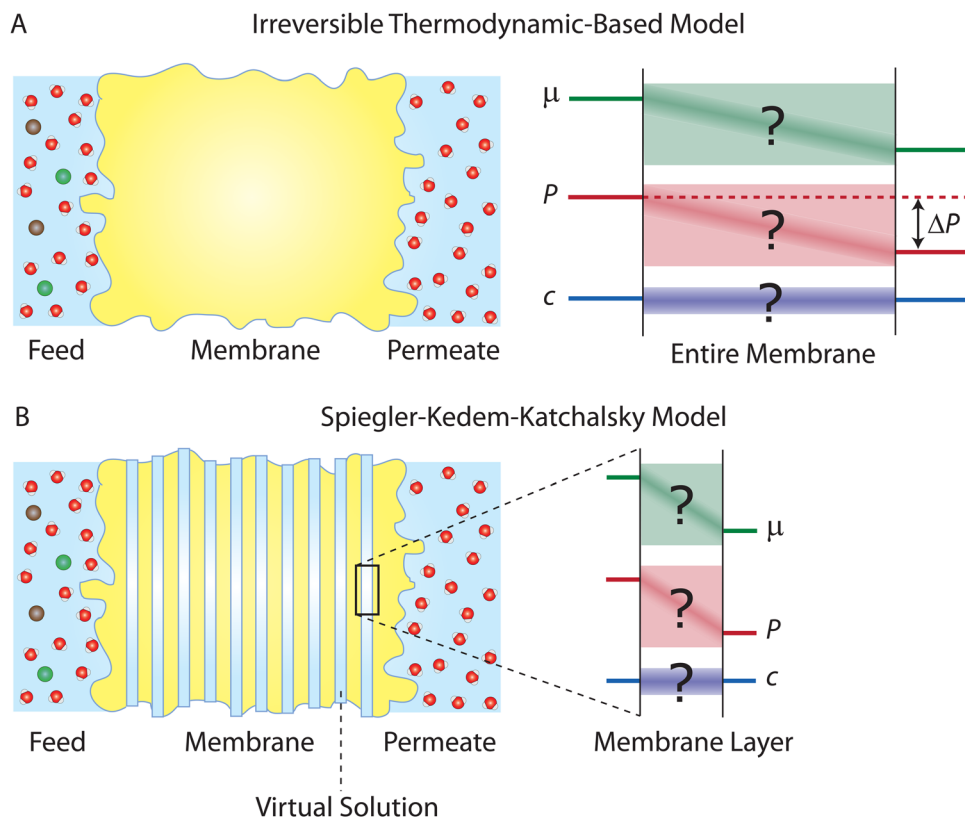 A
Irreversible Thermodynamic-Based Model
μ
?
P
?
ΔP
c
?
Feed
Membrane
Permeate
Entire Membrane
B
Spiegler-Kedem-Katchalsky Model
?
μ
?
P
?
c
Feed
Membrane
Permeate
Membrane Layer
Virtual Solution